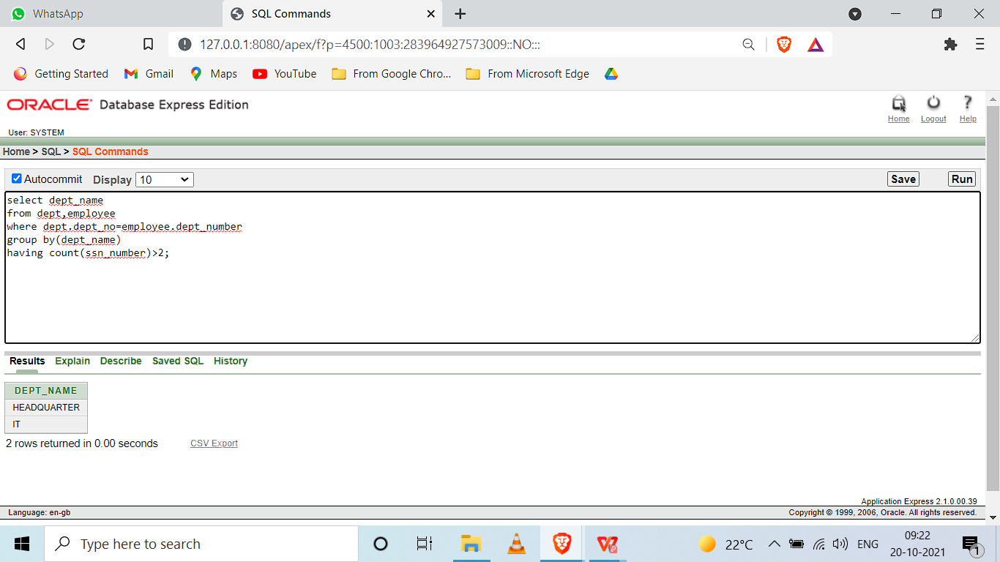 WhatsApp
SQL Commands
127.0.0.1:8080/apex/f?p=4500:1003:283964927573009::NO:::
Getting Started Gmail Maps YouTube From Google Chro... From Microsoft Edge
ORACLE Database Express Edition
Home Logout Help
User: SYSTEM
Home > SQL > SQL Commands
Autocommit Display 10 Save Run
select dept_name
from dept,employee
where dept.dept_no=employee.dept_number
group by(dept_name)
having count(ssn_number)>2;
Results Explain Describe Saved SQL History
DEPT_NAME
HEADQUARTER
IT
2 rows returned in 0.00 seconds CSV Export
Application Express 2.1.0.00.39
Language: en-gb Copyright © 1999, 2006, Oracle. All rights reserved.
Type here to search 22°C ENG 09:22
20-10-2021 1